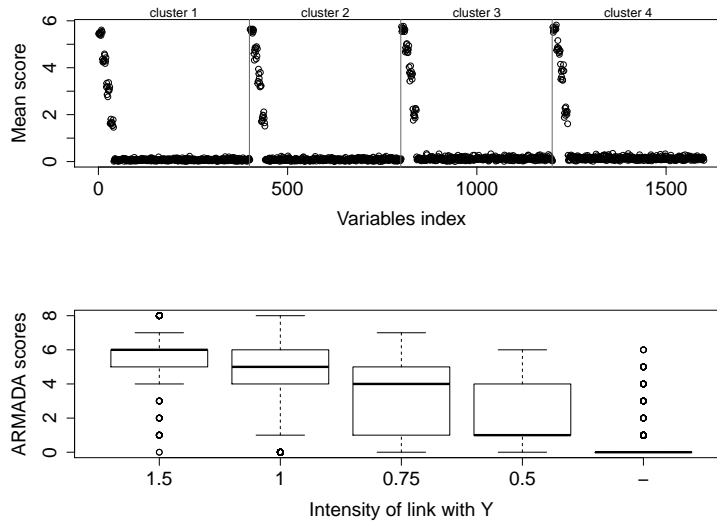 cluster 1 cluster 2 cluster 3 cluster 4
Mean score
6
4
2
0
0 500 1000 1500
Variables index
ARMADA scores
8
6
4
2
0
1.5 1 0.75 0.5 –
Intensity of link with Y